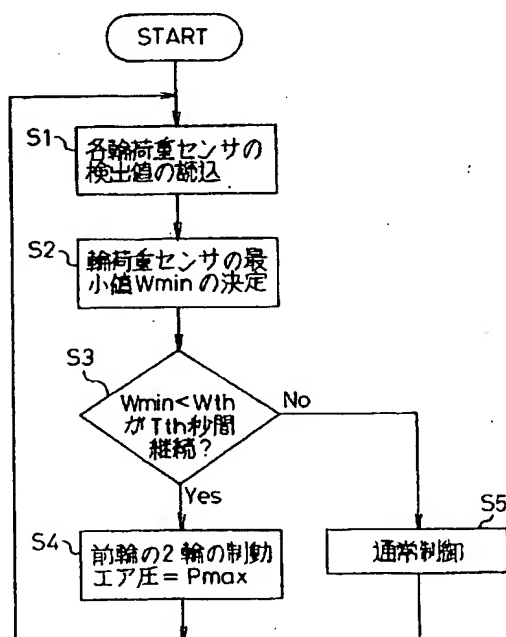 START
S1
各輪荷重センサの
検出値の読込
S2
輪荷重センサの最
小値Wminの決定
S3
Wmin<Wth
がTth秒間
継続?
No
Yes
S4
前輪の2輪の制動
エア圧=Pmax
S5
通常制御